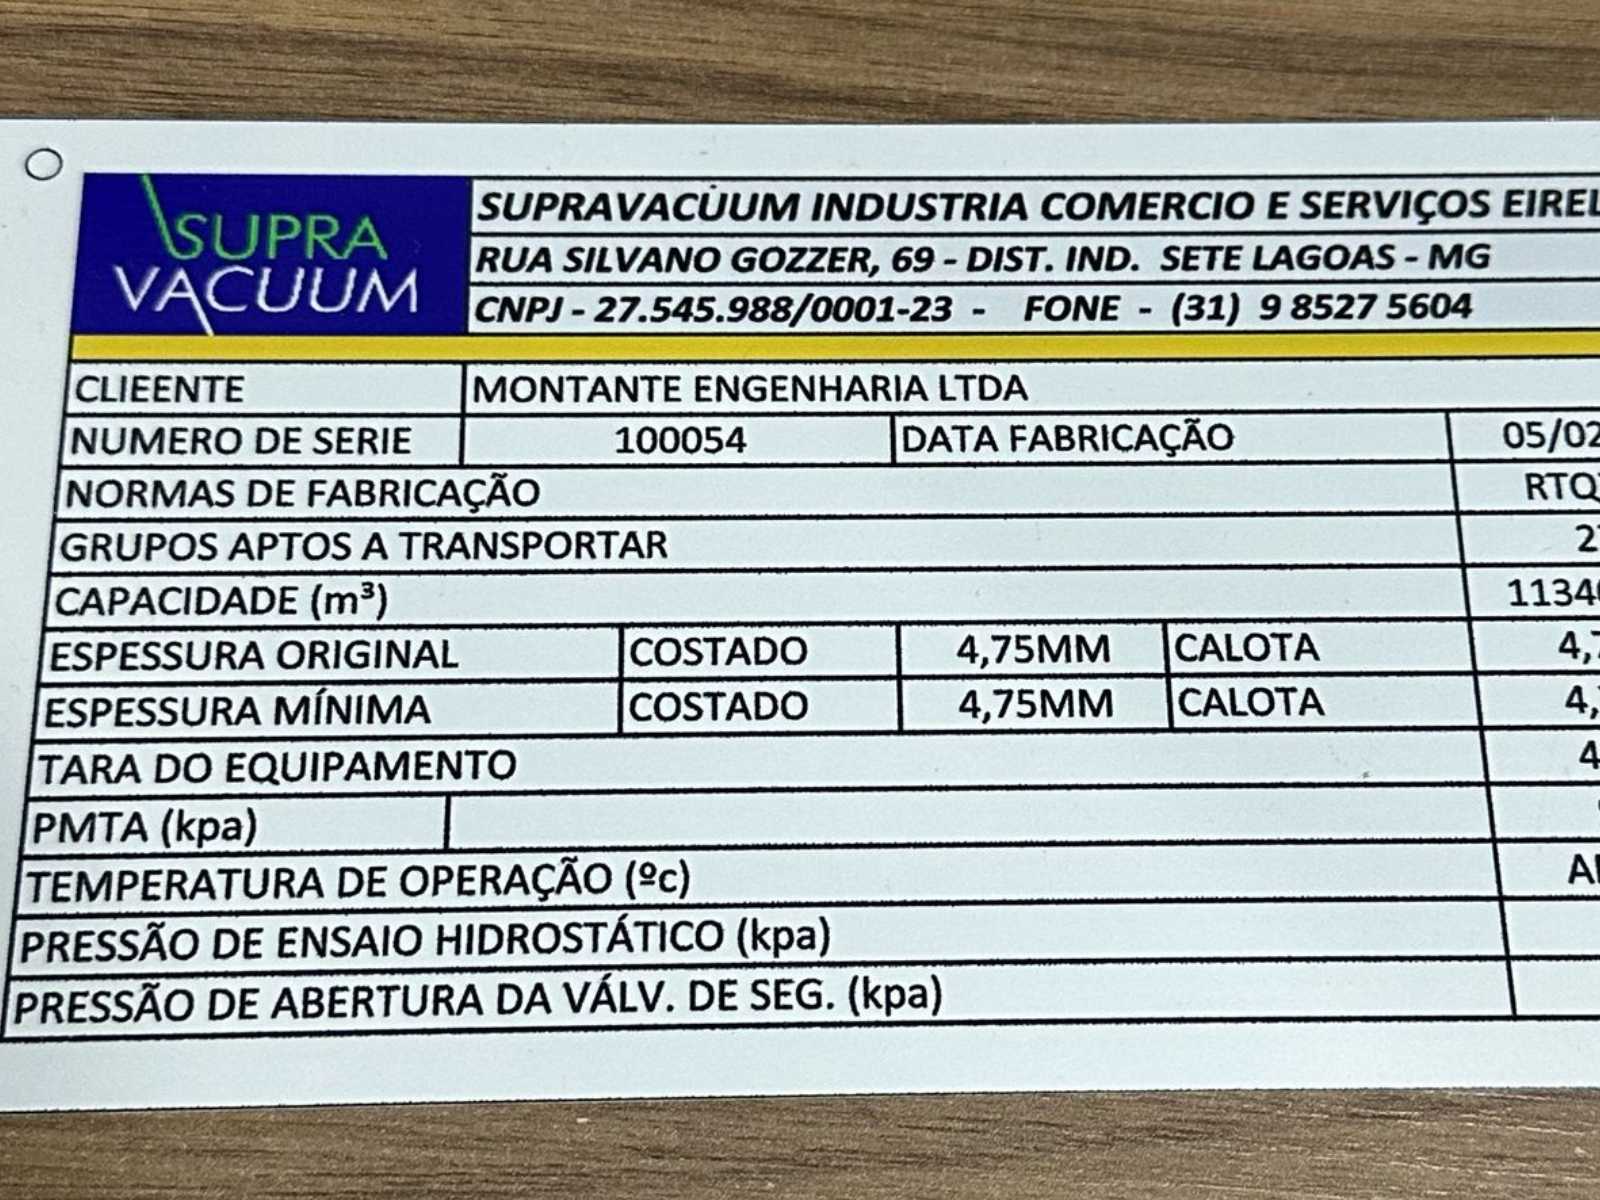 SUPRA
VACUUM
SUPRAVACÙUM INDUSTRIA COMERCIO E SERVIÇOS
RUA SILVANO GOZZER, 69 - DIST. IND. SETE LAGOAS - MG
CNPJ - 27.545.988/0001-23 - FONE - (31) 9 8527 5604
CLIEENTE MONTANTE ENGENHARIA LTDA
NUMERO DE SERIE 100054 DATA FABRICAÇÃO 05/02
NORMAS DE FABRICAÇÃO
GRUPOS APTOS A TRANSPORTAR
CAPACIDADE (m³)
ESPESSURA ORIGINAL COSTADO 4,75MM CALOTA
ESPESSURA MÍNIMA COSTADO 4,75MM CALOTA
TARA DO EQUIPAMENTO
PMTA (kpa)
TEMPERATURA DE OPERAÇÃO (ºc)
PRESSÃO DE ENSAIO HIDROSTÁTICO (kpa)
PRESSÃO DE ABERTURA DA VÁLV. DE SEG. (kpa)